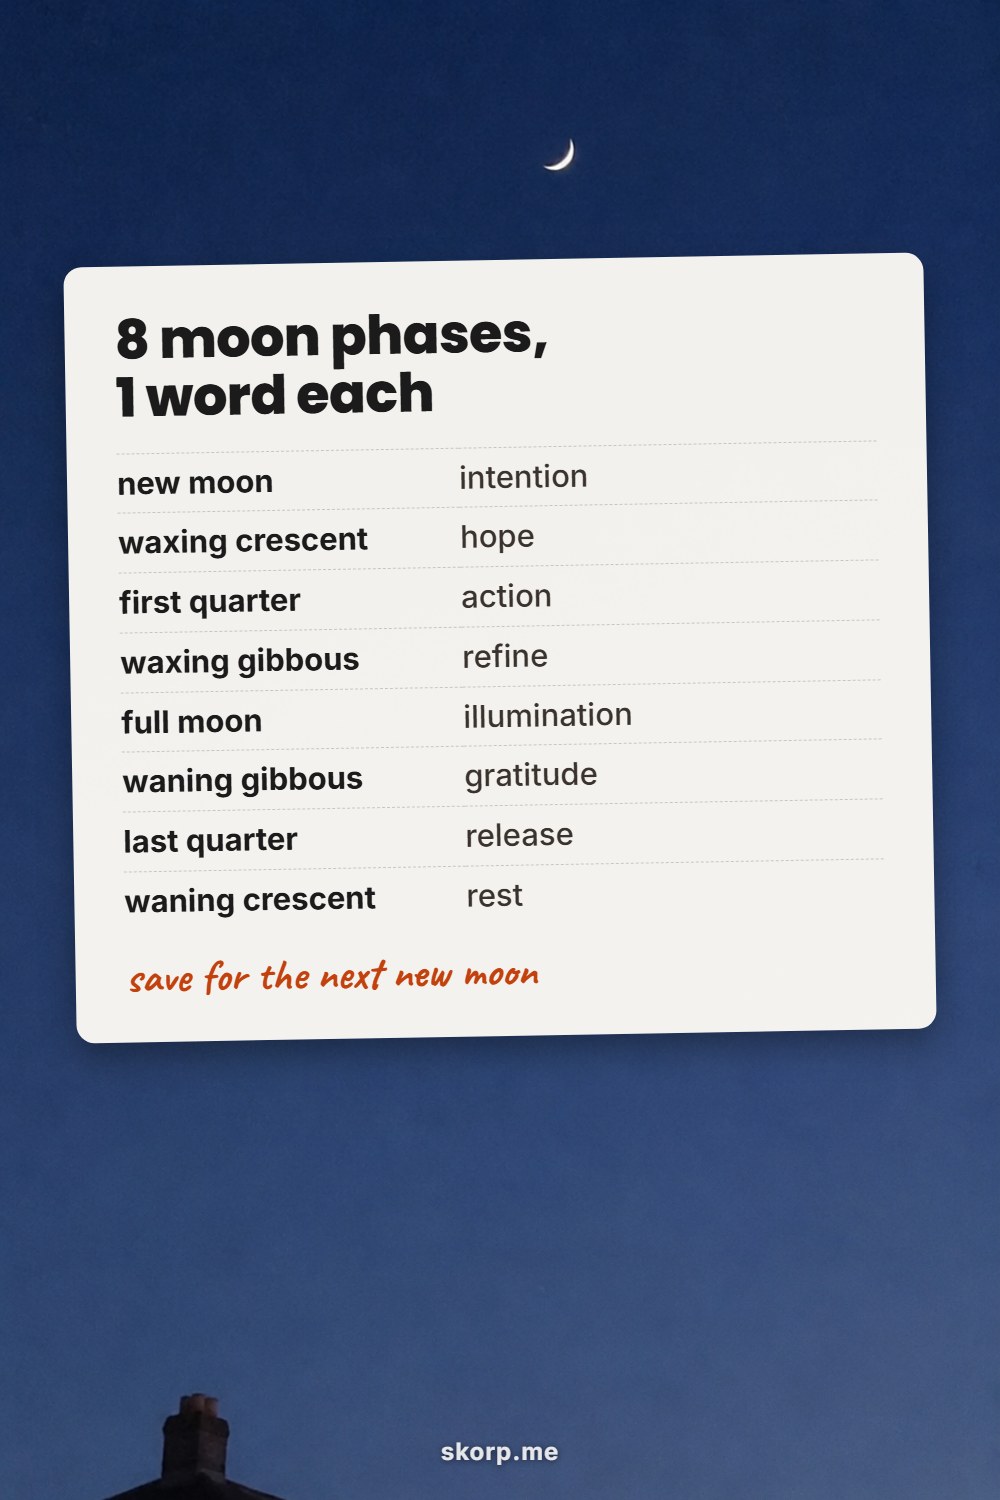 8 moon phases,
1 word each
new moon intention
waxing crescent hope
first quarter action
waxing gibbous refine
full moon illumination
waning gibbous gratitude
last quarter release
waning crescent rest
save for the next new moon
skorp.me